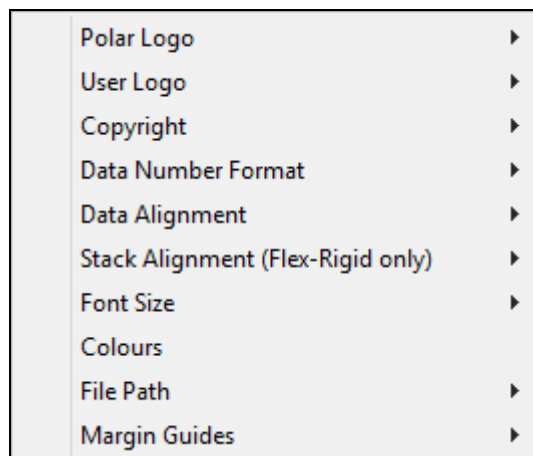 Polar Logo
User Logo
Copyright
Data Number Format
Data Alignment
Stack Alignment (Flex-Rigid only)
Font Size
Colours
File Path
Margin Guides